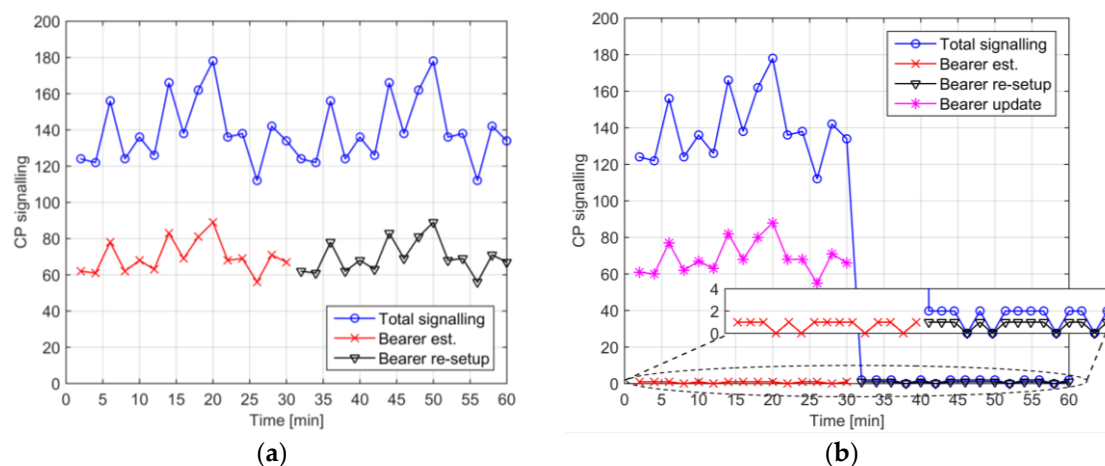 200
180
160
140
120
100
80
60
40
20
0
CP signalling
Total signalling
Bearer est.
Bearer re-setup
0 5 10 15 20 25 30 35 40 45 50 55 60
Time [min]
(a)
200
180
160
140
120
100
80
60
40
20
0
CP signalling
Total signalling
Bearer est.
Bearer re-setup
Bearer update
4
2
0
0 5 10 15 20 25 30 35 40 45 50 55 60
Time [min]
(b)